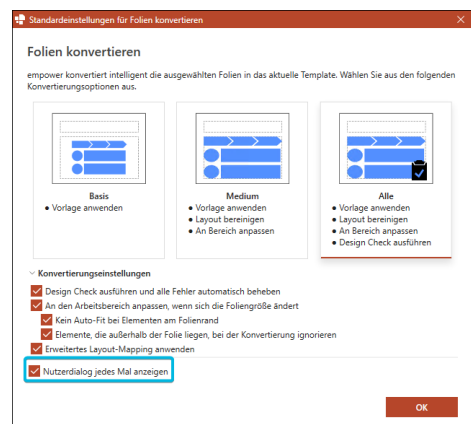 Standardeinstellungen für Folien konvertieren
Folien konvertieren
empower konvertiert intelligent die ausgewählten Folien in das aktuelle Template. Wählen Sie aus den folgenden
Konvertierungsoptionen aus.
Basis
• Vorlage anwenden
Medium
• Vorlage anwenden
• Layout bereinigen
• An Bereich anpassen
Alle
• Vorlage anwenden
• Layout bereinigen
• An Bereich anpassen
• Design Check ausführen
Konvertierungseinstellungen
Design Check ausführen und alle Fehler automatisch beheben
An den Arbeitsbereich anpassen, wenn sich die Foliengröße ändert
Kein Auto-Fit bei Elementen am Folienrand
Elemente, die außerhalb der Folie liegen, bei der Konvertierung ignorieren
Erweitertes Layout-Mapping anwenden
Nutzerdialog jedes Mal anzeigen
OK